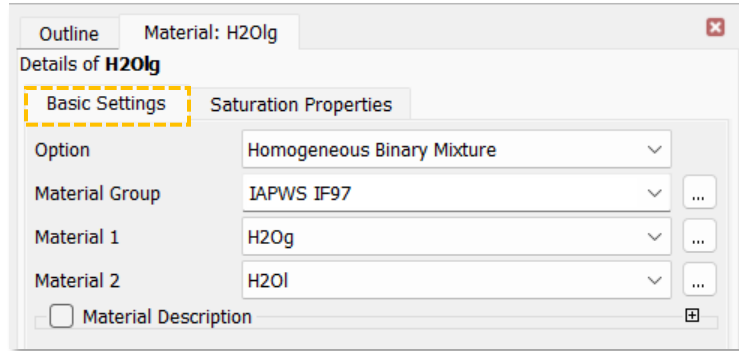 Outline Material: H2Olg
Details of H2Olg
Basic Settings Saturation Properties
Option Homogeneous Binary Mixture
Material Group IAPWS IF97 ...
Material 1 H2Og ...
Material 2 H2Ol ...
Material Description